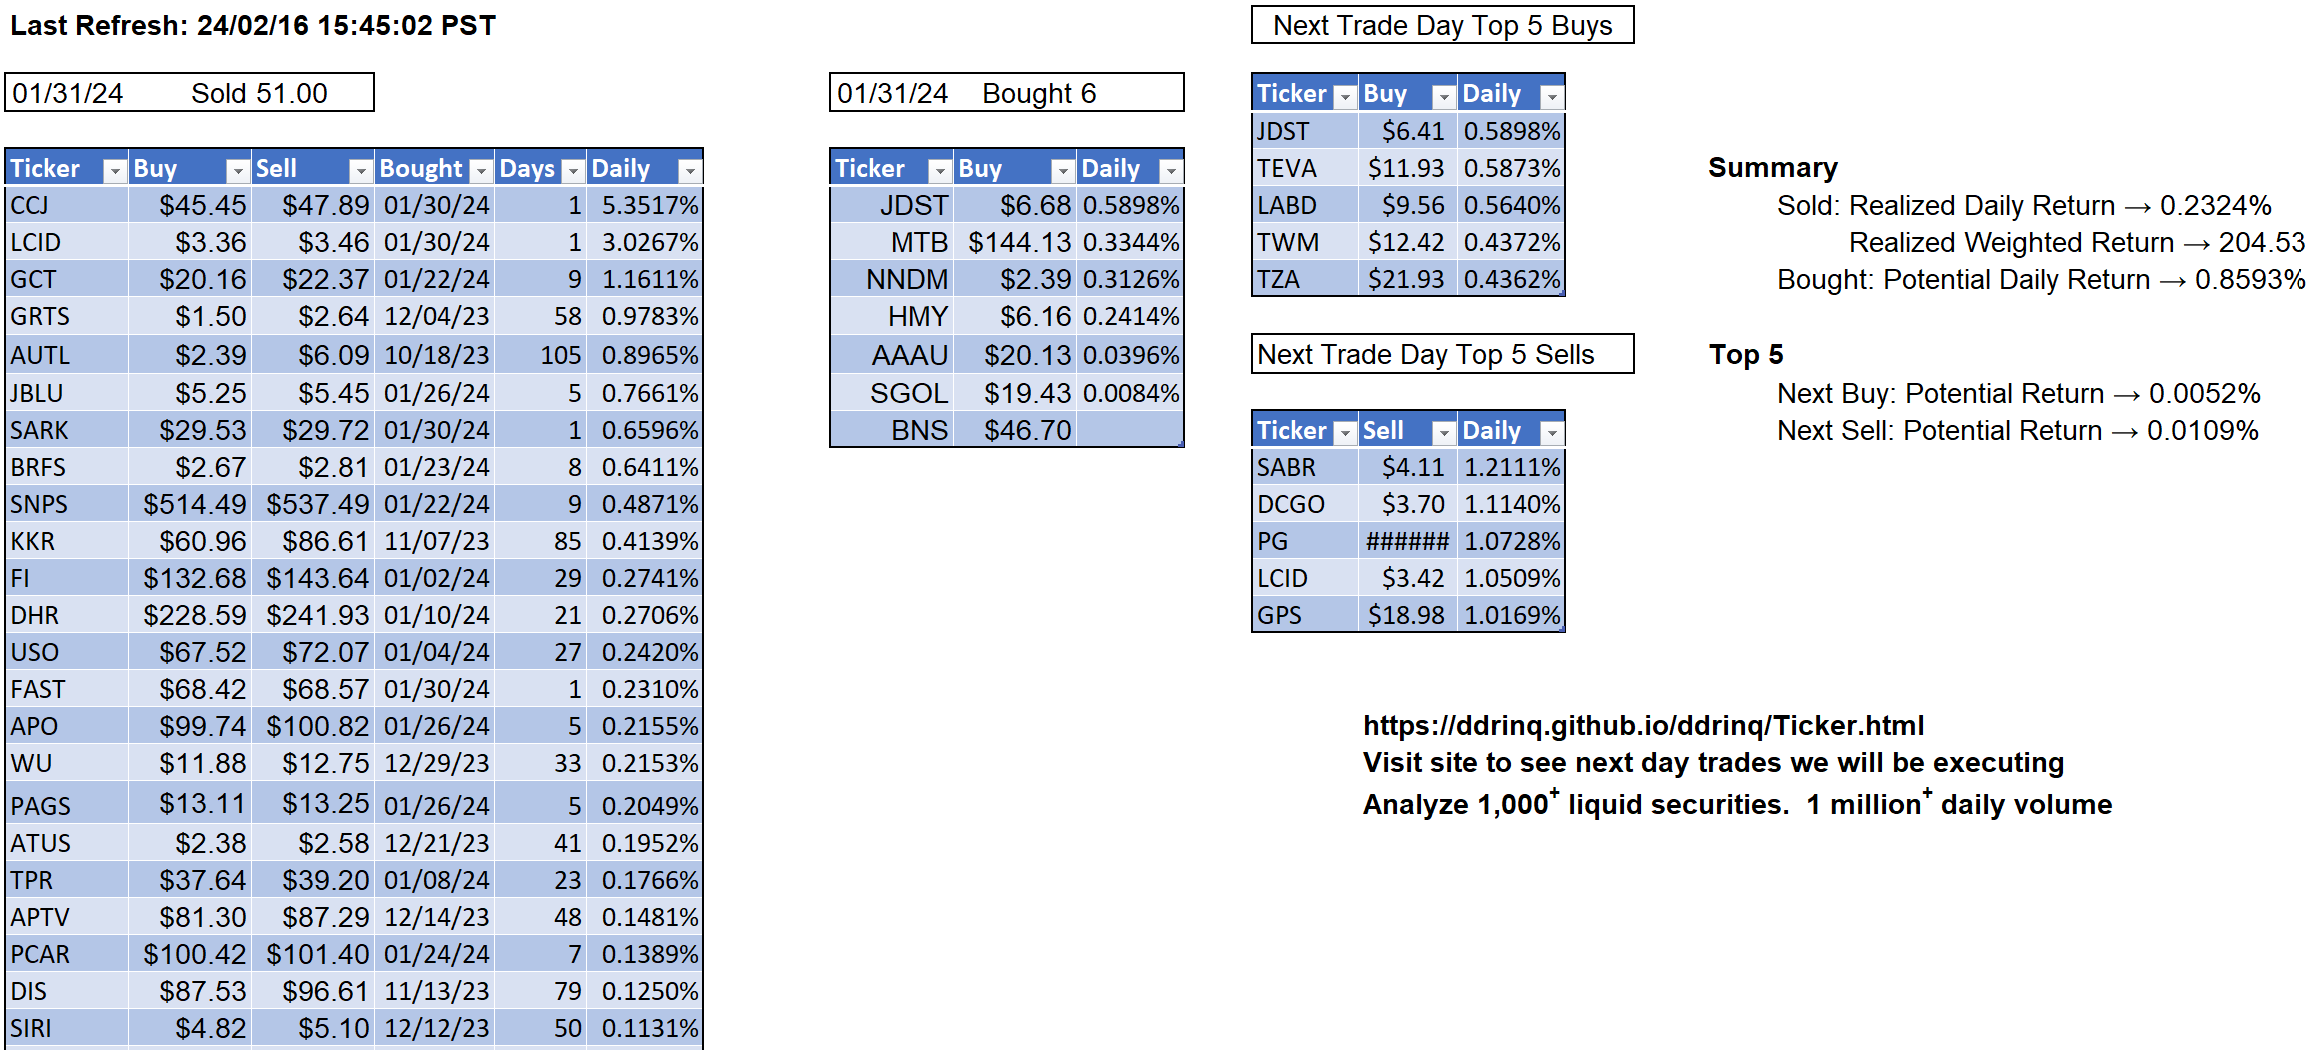 Last Refresh: 24/02/16 15:45:02 PST
01/31/24 Sold 51.00
Ticker Buy Sell Bought Days Daily
CCJ $45.45 $47.89 01/30/24 1 5.3517%
LCID $3.36 $3.46 01/30/24 1 3.0267%
GCT $20.16 $22.37 01/22/24 9 1.1611%
GRTS $1.50 $2.64 12/04/23 58 0.9783%
AUTL $2.39 $6.09 10/18/23 105 0.8965%
JBLU $5.25 $5.45 01/26/24 5 0.7661%
SARK $29.53 $29.72 01/30/24 1 0.6596%
BRFS $2.67 $2.81 01/23/24 8 0.6411%
SNPS $514.49 $537.49 01/22/24 9 0.4871%
KKR $60.96 $86.61 11/07/23 85 0.4139%
FI $132.68 $143.64 01/02/24 29 0.2741%
DHR $228.59 $241.93 01/10/24 21 0.2706%
USO $67.52 $72.07 01/04/24 27 0.2420%
FAST $68.42 $68.57 01/30/24 1 0.2310%
APO $99.74 $100.82 01/26/24 5 0.2155%
WU $11.88 $12.75 12/29/23 33 0.2153%
PAGS $13.11 $13.25 01/26/24 5 0.2049%
ATUS $2.38 $2.58 12/21/23 41 0.1952%
TPR $37.64 $39.20 01/08/24 23 0.1766%
APTV $81.30 $87.29 12/14/23 48 0.1481%
PCAR $100.42 $101.40 01/24/24 7 0.1389%
DIS $87.53 $96.61 11/13/23 79 0.1250%
SIRI $4.82 $5.10 12/12/23 50 0.1131%
01/31/24 Bought 6
Ticker Buy Daily
JDST $6.68 0.5898%
MTB $144.13 0.3344%
NNDM $2.39 0.3126%
HMY $6.16 0.2414%
AAAU $20.13 0.0396%
SGOL $19.43 0.0084%
BNS $46.70
Next Trade Day Top 5 Buys
Ticker Buy Daily
JDST $6.41 0.5898%
TEVA $11.93 0.5873%
LABD $9.56 0.5640%
TWM $12.42 0.4372%
TZA $21.93 0.4362%
Next Trade Day Top 5 Sells
Ticker Sell Daily
SABR $4.11 1.2111%
DCGO $3.70 1.1140%
PG ###### 1.0728%
LCID $3.42 1.0509%
GPS $18.98 1.0169%
Summary
Sold: Realized Daily Return → 0.2324%
Realized Weighted Return → 204.53
Bought: Potential Daily Return → 0.8593%
Top 5
Next Buy: Potential Return → 0.0052%
Next Sell: Potential Return → 0.0109%
https://ddrinq.github.io/ddrinq/Ticker.html
Visit site to see next day trades we will be executing
Analyze 1,000+ liquid securities. 1 million+ daily volume